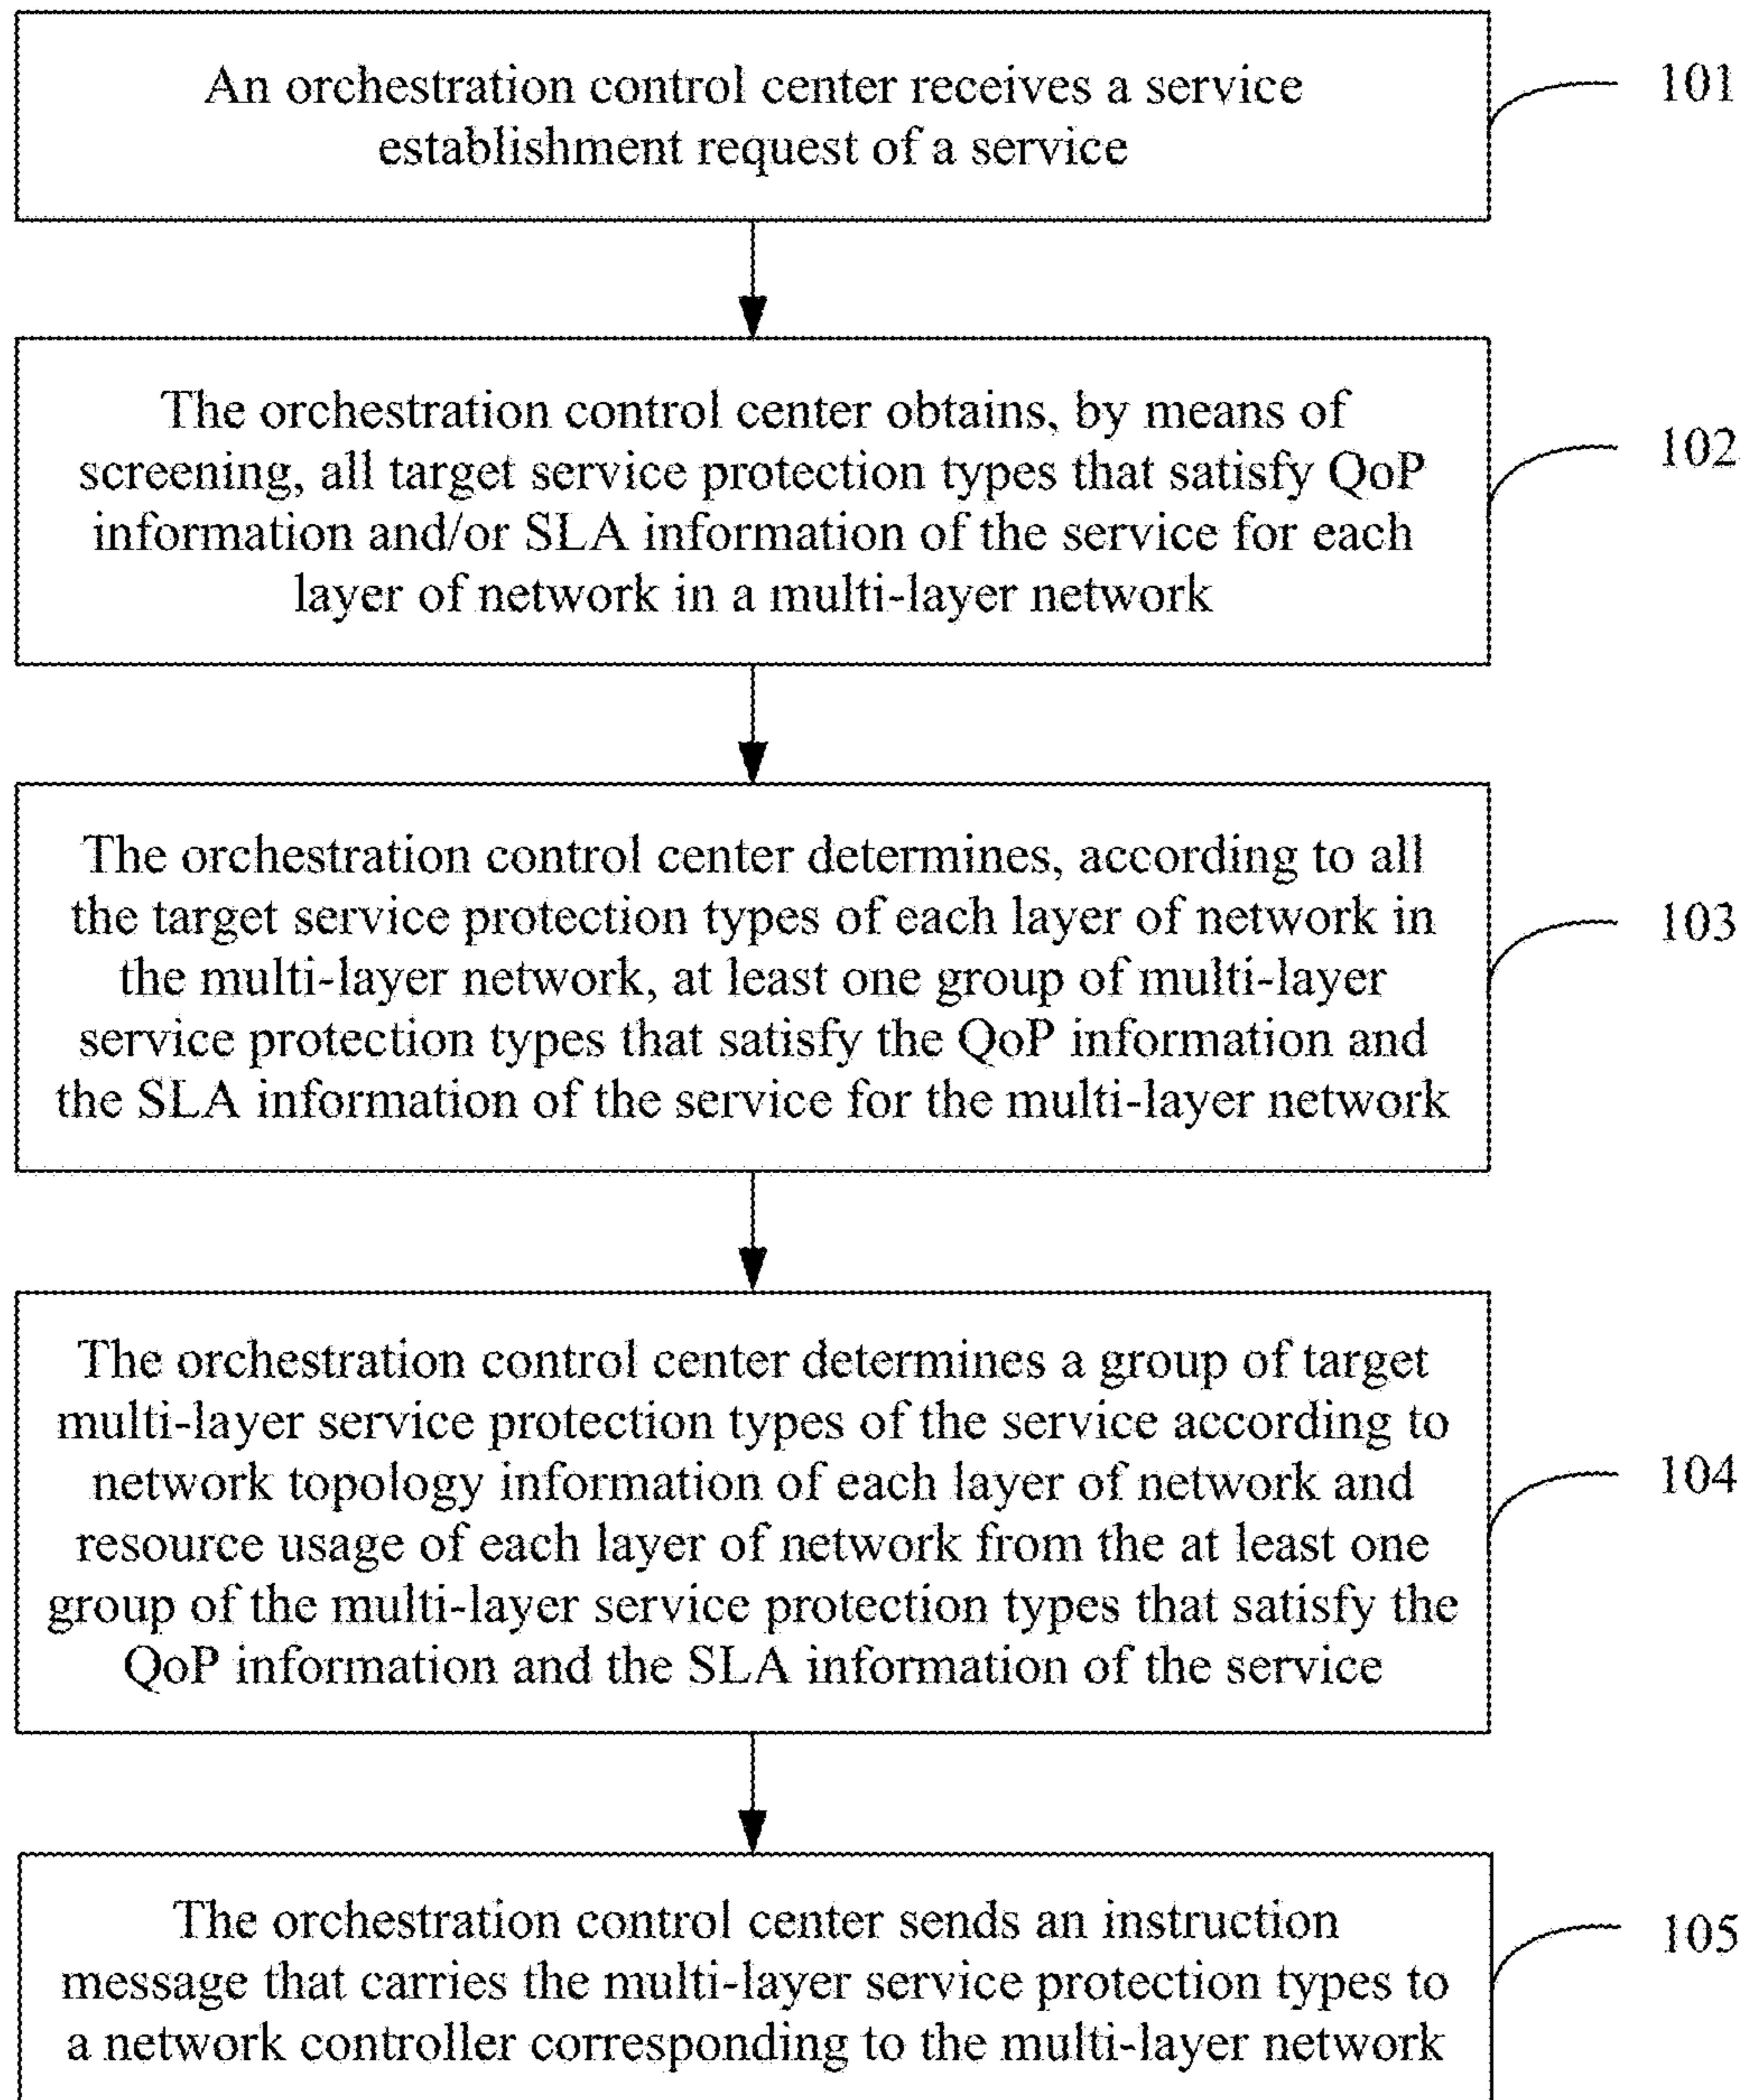 An orchestration control center receives a service
establishment request of a service
101
The orchestration control center obtains, by means of
screening, all target service protection types that satisfy QoP
information and/or SLA information of the service for each
layer of network in a multi-layer network
102
The orchestration control center determines, according to all
the target service protection types of each layer of network in
the multi-layer network, at least one group of multi-layer
service protection types that satisfy the QoP information and
the SLA information of the service for the multi-layer network
103
The orchestration control center determines a group of target
multi-layer service protection types of the service according to
network topology information of each layer of network and
resource usage of each layer of network from the at least one
group of the multi-layer service protection types that satisfy the
QoP information and the SLA information of the service
104
The orchestration control center sends an instruction
message that carries the multi-layer service protection types to
a network controller corresponding to the multi-layer network
105